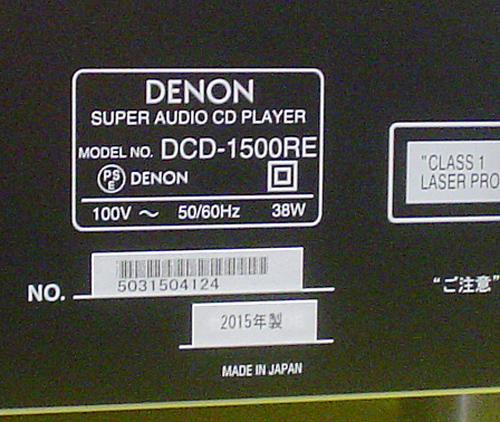 DENON
SUPER AUDIO CD PLAYER
MODEL NO. DCD-1500RE
PS
E
DENON
100V ～ 50/60Hz 38W
"CLASS 1
LASER PRO
NO.
5031504124
2015年製
"ご注意"
MADE IN JAPAN